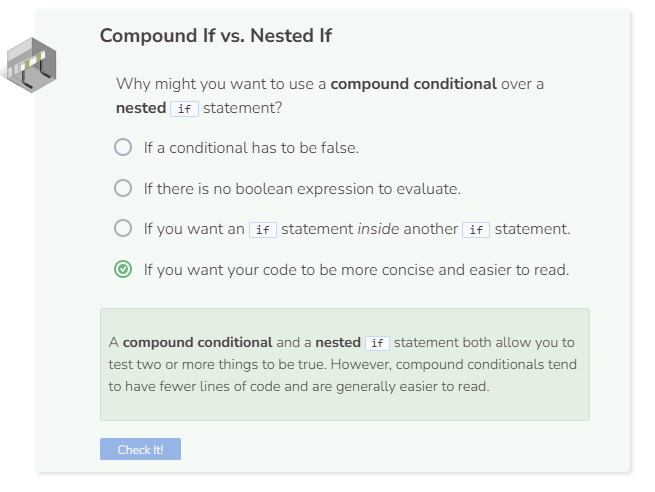 Compound If vs. Nested If
Why might you want to use a compound conditional over a
nested if statement?
If a conditional has to be false.
If there is no boolean expression to evaluate.
If you want an if statement inside another if statement.
If you want your code to be more concise and easier to read.
A compound conditional and a nested if statement both allow you to
test two or more things to be true. However, compound conditionals tend
to have fewer lines of code and are generally easier to read.
Check It!